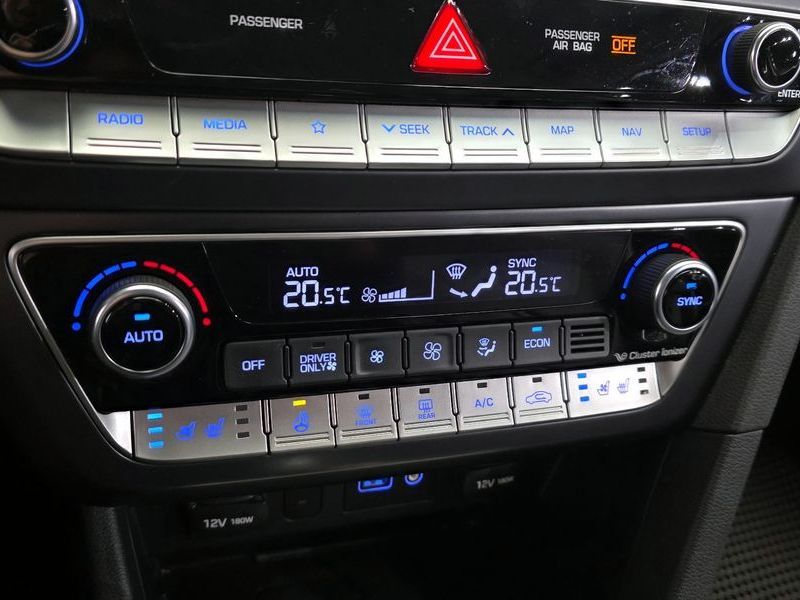 PASSENGER
PASSENGER
AIR BAG
OFF
ENTER
RADIO
MEDIA
SEEK
TRACK
MAP
NAV
SETUP
AUTO
20.5°C
SYNC
20.5°C
AUTO
SYNC
OFF
DRIVER
ONLY
ECON
Cluster ionizer
FRONT
REAR
A/C
12V 180W
12V 180W